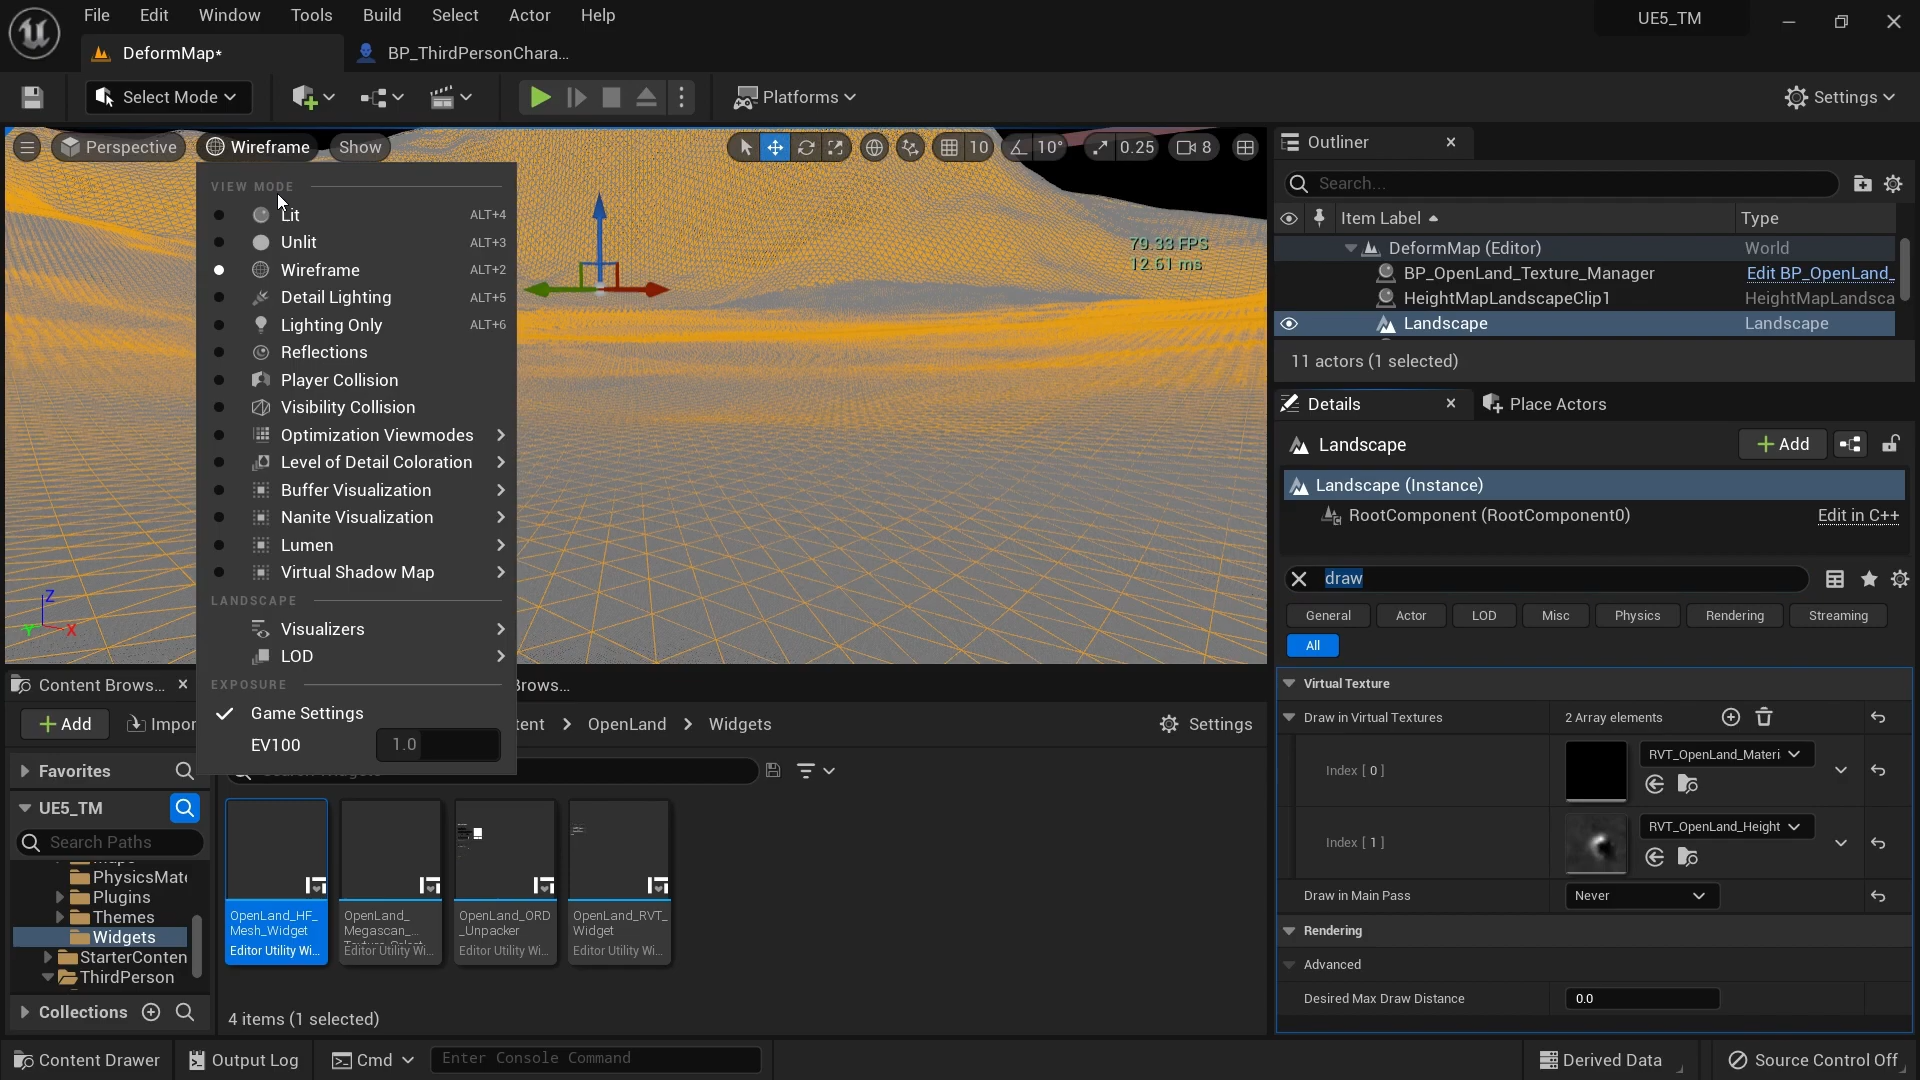 File Edit Window Tools Build Select Actor Help
UE5_TM
DeformMap*
BP_ThirdPersonChara...
Select Mode
Platforms
Settings
Perspective
Wireframe
Show
10
10°
0.25
8
VIEW MODE
Lit ALT+4
Unlit ALT+3
Wireframe ALT+2
Detail Lighting ALT+5
Lighting Only ALT+6
Reflections
Player Collision
Visibility Collision
Optimization Viewmodes
Level of Detail Coloration
Buffer Visualization
Nanite Visualization
Lumen
Virtual Shadow Map
LANDSCAPE
Visualizers
LOD
EXPOSURE
Game Settings
EV100 1.0
79.33 FPS
12.61 ms
Z
Y
X
Outliner
Search...
Item Label Type
DeformMap (Editor) World
BP_OpenLand_Texture_Manager Edit BP_OpenLand_
HeightMapLandscapeClip1 HeightMapLandsca
Landscape Landscape
11 actors (1 selected)
Details
Place Actors
Landscape
Add
Landscape (Instance)
RootComponent (RootComponent0) Edit in C++
draw
General Actor LOD Misc Physics Rendering Streaming
All
Virtual Texture
Draw in Virtual Textures 2 Array elements
Index [ 0 ] RVT_OpenLand_Materi
Index [ 1 ] RVT_OpenLand_Height
Draw in Main Pass Never
Rendering
Advanced
Desired Max Draw Distance 0.0
Content Brows...
Brows...
Add
Impor
tent > OpenLand > Widgets
Settings
Favorites
UE5_TM
Search Paths
PhysicsMate
Plugins
Themes
Widgets
StarterConten
ThirdPerson
Collections
OpenLand_HF_
Mesh_Widget
Editor Utility Wi...
OpenLand_
Megascan_...
Editor Utility Wi...
OpenLand_ORD
_Unpacker
Editor Utility Wi...
OpenLand_RVT_
Widget
Editor Utility Wi...
4 items (1 selected)
Content Drawer
Output Log
Cmd
Enter Console Command
Derived Data
Source Control Off